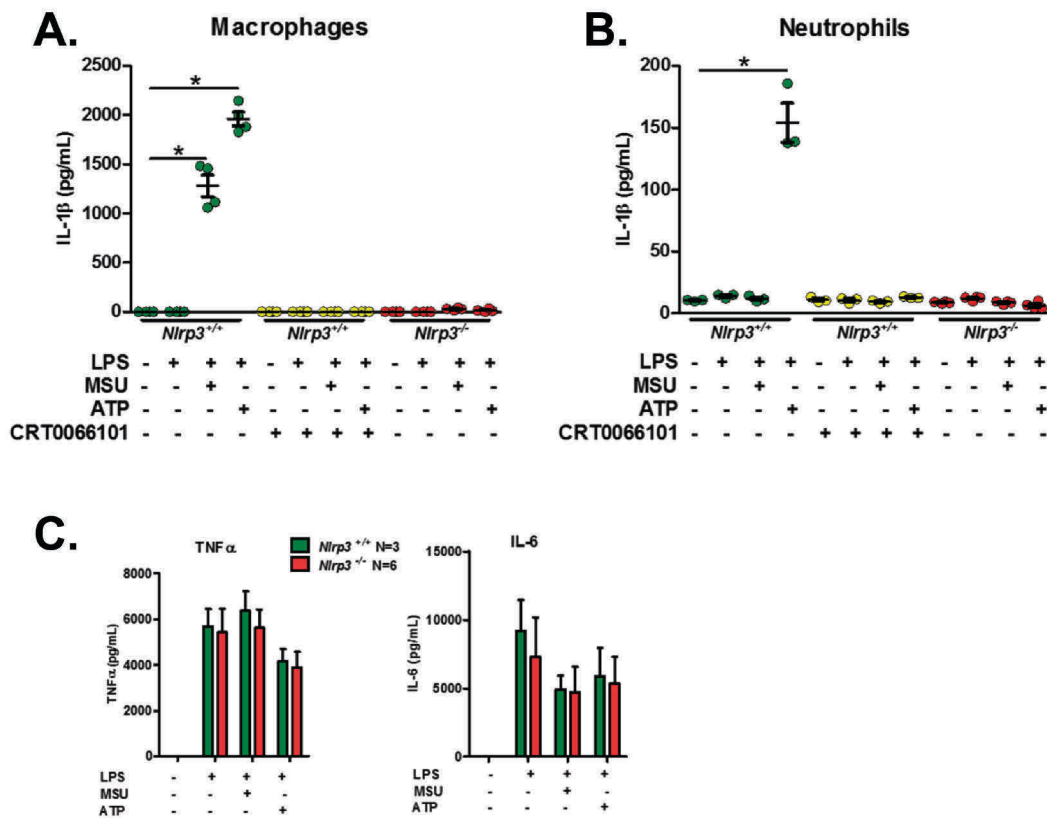 A.
Macrophages
IL-1β (pg/mL)
2500
2000
1500
1000
500
0
*
*
Nlrp3+/+
Nlrp3+/+
Nlrp3-/-
LPS - + + + - + + + - + + +
MSU - - + - - - + - - - + -
ATP - - - + - - - + - - - +
CRT0066101 - - - - + + + + - - - -
B.
Neutrophils
IL-1β (pg/mL)
200
150
100
50
0
*
Nlrp3+/+
Nlrp3+/+
Nlrp3-/-
LPS - + + + - + + + - + + +
MSU - - + - - - + - - - + -
ATP - - - + - - - + - - - +
CRT0066101 - - - - + + + + - - - -
C.
TNFα
TNFα(pg/mL)
8000
6000
4000
2000
0
LPS - + + +
MSU - - + -
ATP - - - +
Nlrp3 +/+ N=3
Nlrp3 -/- N=6
IL-6
IL-6 (pg/mL)
15000
10000
5000
0
LPS - + + +
MSU - - + -
ATP - - - +